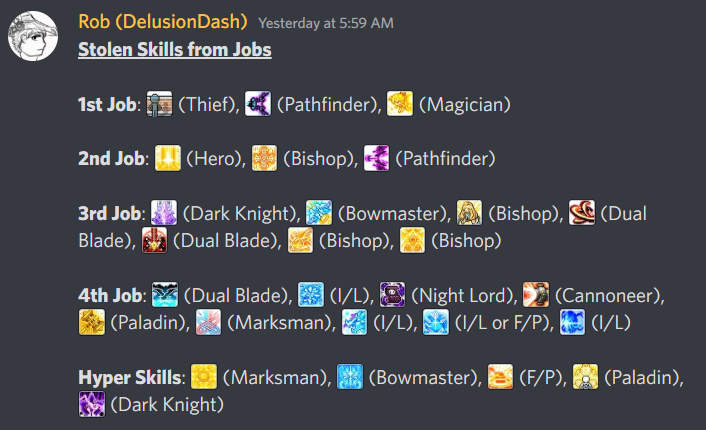 Rob (DelusionDash) Yesterday at 5:59 AM
Stolen Skills from Jobs
1st Job: (Thief), (Pathfinder), (Magician)
2nd Job: (Hero), (Bishop), (Pathfinder)
3rd Job: (Dark Knight), (Bowmaster), (Bishop), (Dual
Blade), (Dual Blade), (Bishop), (Bishop)
4th Job: (Dual Blade), (I/L), (Night Lord), (Cannoneer),
(Paladin), (Marksman), (I/L), (I/L or F/P), (I/L)
Hyper Skills: (Marksman), (Bowmaster), (F/P), (Paladin),
(Dark Knight)